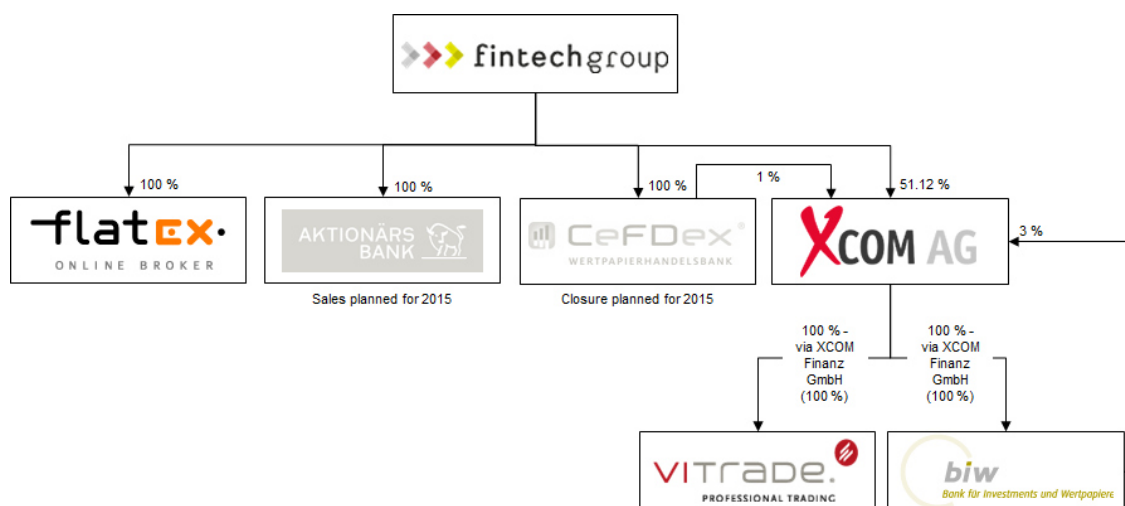 fintechgroup
100 %
100 %
100 %
1 %
51.12 %
3 %
flatex
ONLINE BROKER
AKTIONÄRS
BANK
CeFDex®
WERTPAPIERHANDELSBANK
XCOM AG
Sales planned for 2015
Closure planned for 2015
100 % -
via XCOM
Finanz
GmbH
(100 %)
100 % -
via XCOM
Finanz
GmbH
(100 %)
VITRADE.
PROFESSIONAL TRADING
biw
Bank für Investments und Wertpapiere